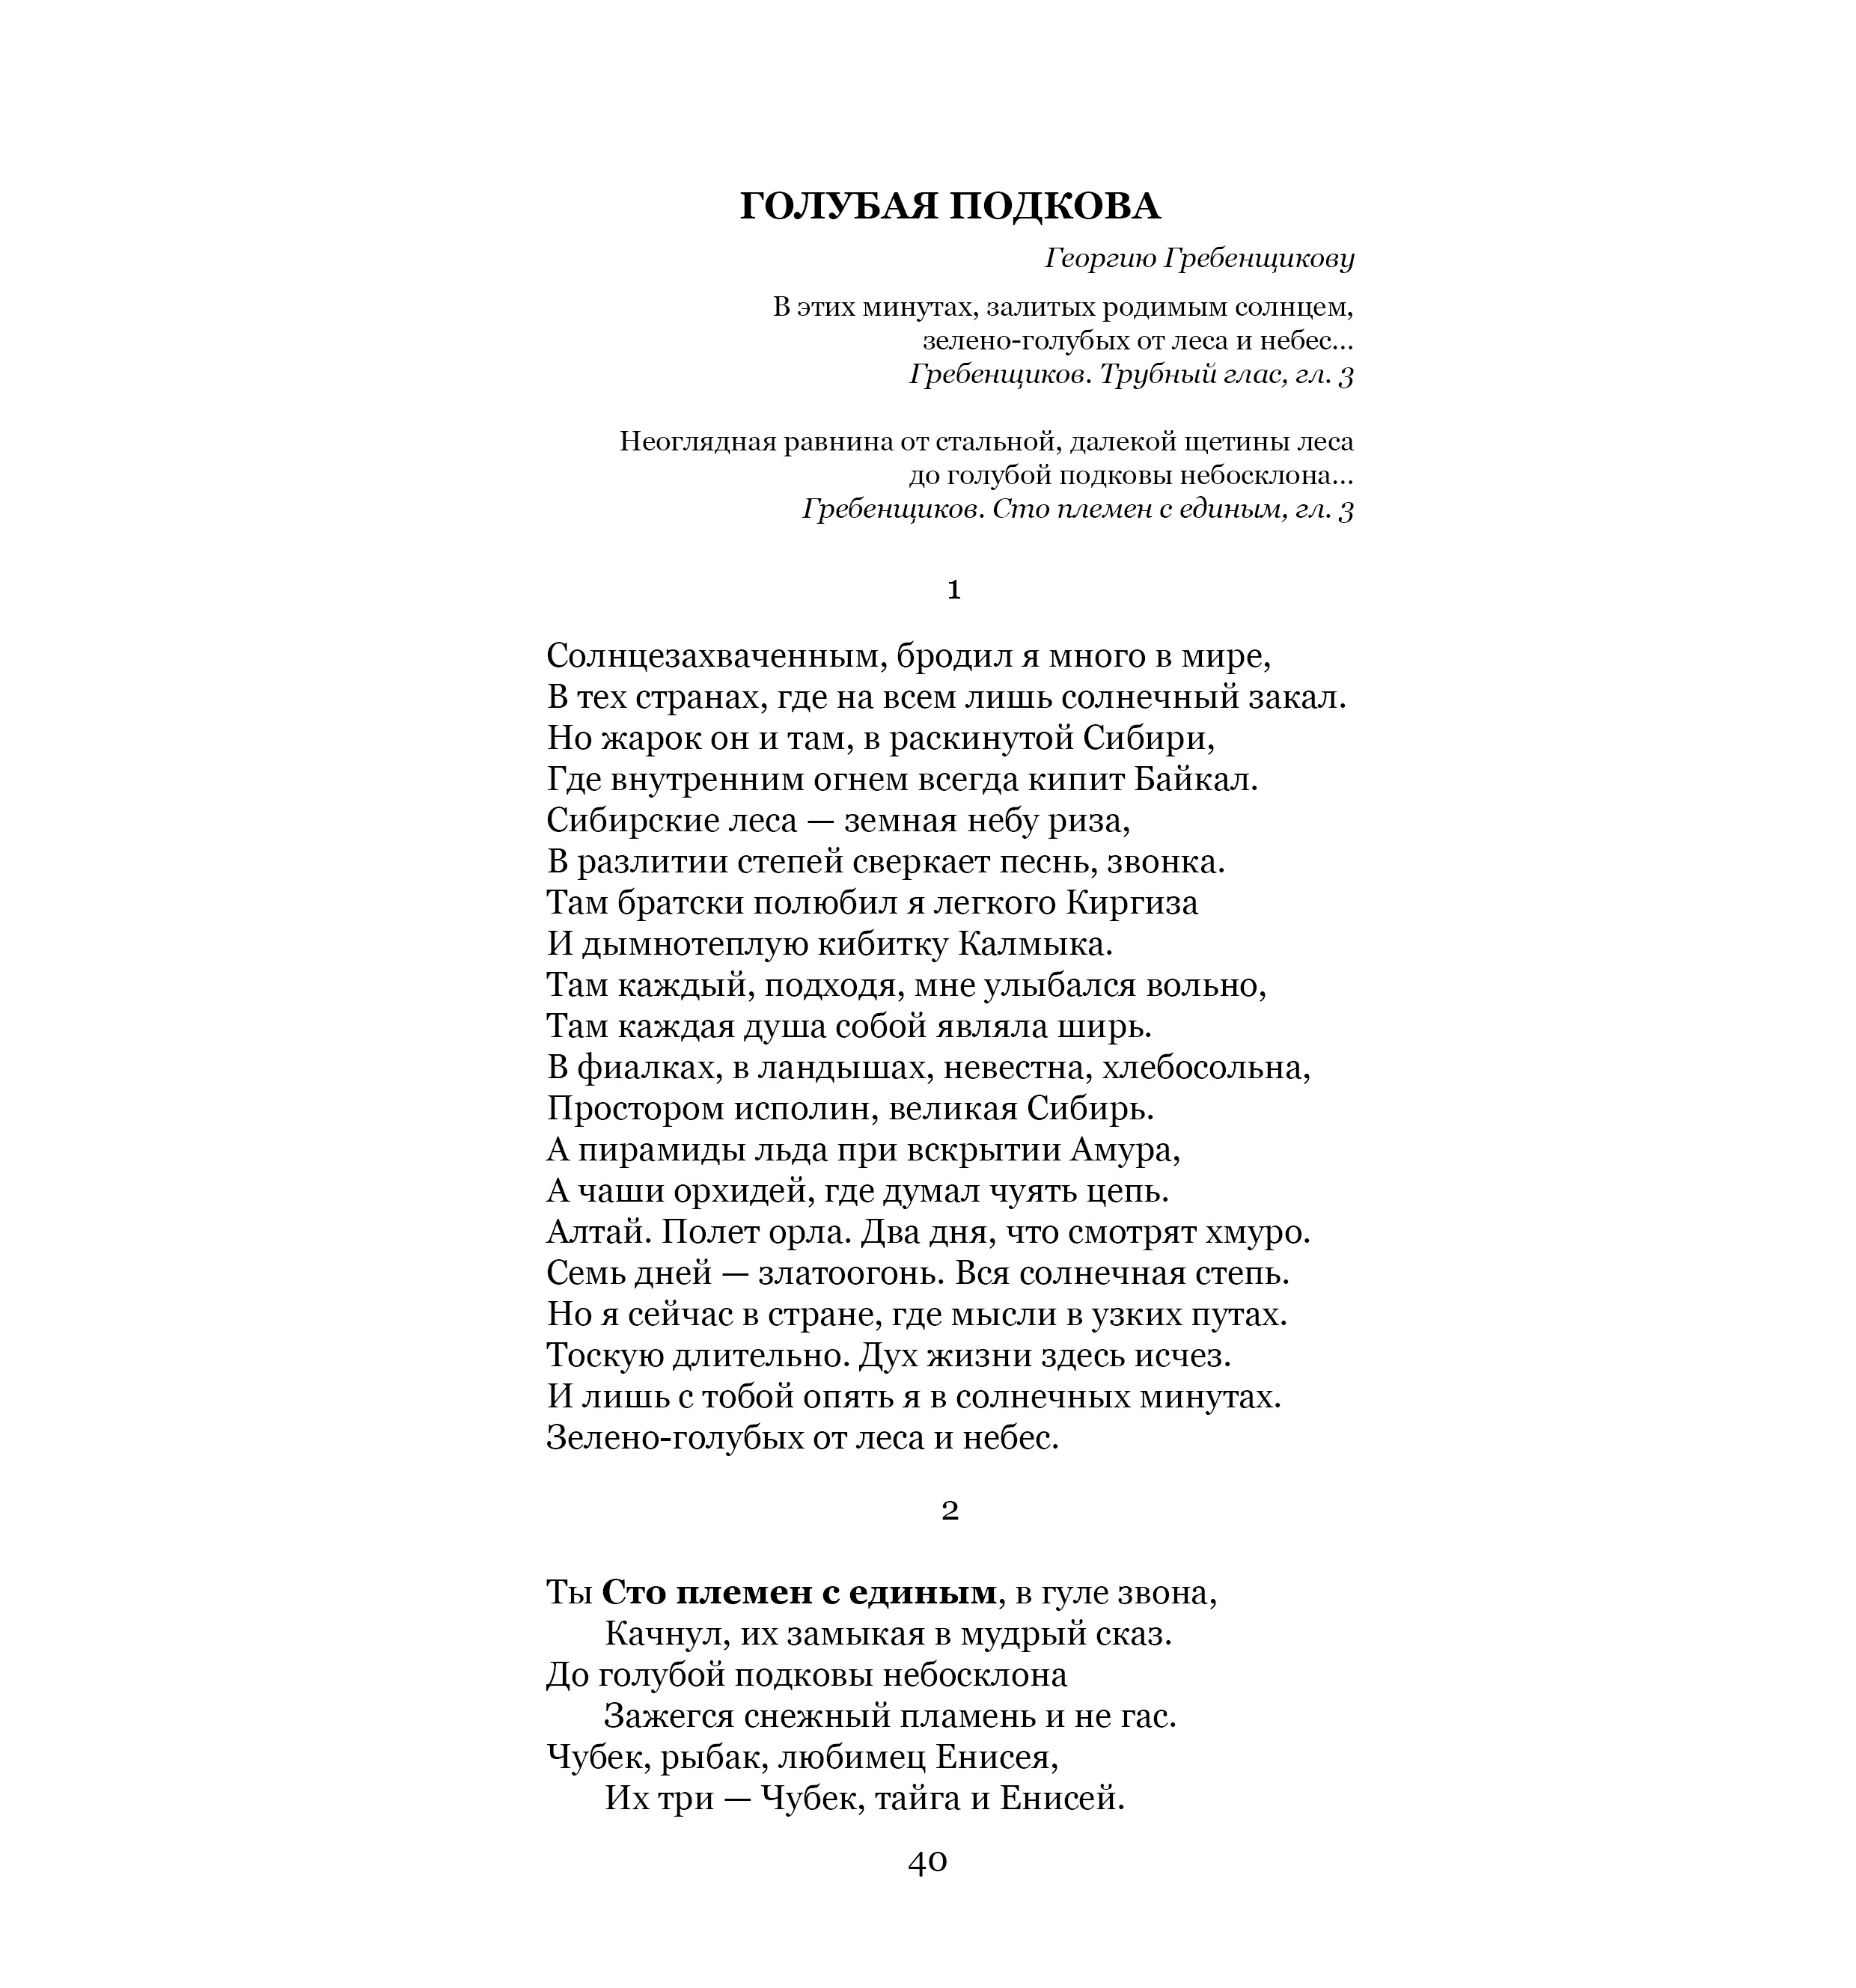 ГОЛУБАЯ ПОДКОВА
Георгию Гребенщикову
В этих минутах, залитых родимым солнцем,
зелено-голубых от леса и небес...
Гребенщиков. Трубный глас, гл. 3
Неоглядная равнина от стальной, далекой щетины леса
до голубой подковы небосклона...
Гребенщиков. Сто племен с единым, гл. 3
1
Солнцезахваченным, бродил я много в мире,
В тех странах, где на всем лишь солнечный закал.
Но жарок он и там, в раскинутой Сибири,
Где внутренним огнем всегда кипит Байкал.
Сибирские леса — земная небу риза,
В разлитии степей сверкает песнь, звонка.
Там братски полюбил я легкого Киргиза
И дымнотеплую кибитку Калмыка.
Там каждый, подходя, мне улыбался вольно,
Там каждая душа собой являла ширь.
В фиалках, в ландышах, невестна, хлебосольна,
Простором исполин, великая Сибирь.
А пирамиды льда при вскрытии Амура,
А чаши орхидей, где думал чуять цепь.
Алтай. Полет орла. Два дня, что смотрят хмуро.
Семь дней — златоогонь. Вся солнечная степь.
Но я сейчас в стране, где мысли в узких путах.
Тоскую длительно. Дух жизни здесь исчез.
И лишь с тобой опять я в солнечных минутах.
Зелено-голубых от леса и небес.
2
Ты Сто племен с единым, в гуле звона,
Качнул, их замыкая в мудрый сказ.
До голубой подковы небосклона
Зажегся снежный пламень и не гас.
Чубек, рыбак, любимец Енисея,
Их три — Чубек, тайга и Енисей.
40